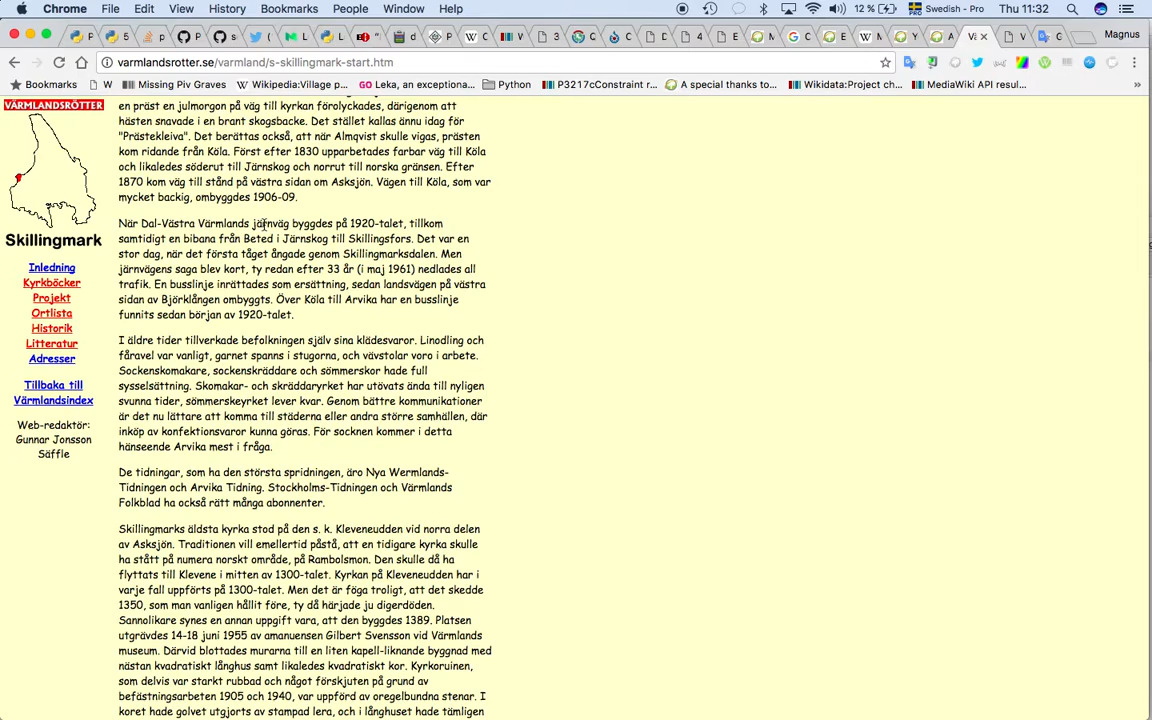 Chrome File Edit View History Bookmarks People Window Help 12 % Swedish - Pro Thu 11:32
Magnus
varmlandsrotter.se/varmland/s-skillingmark-start.htm
Bookmarks W Missing Piv Graves Wikipedia:Village p... GO Leka, an exceptiona... Python P3217cConstraint r... A special thanks to... Wikidata:Project ch... MediaWiki API resul... »
VÄRMLANDSRÖTTER
Skillingmark
Inledning
Kyrkböcker
Projekt
Ortlista
Historik
Litteratur
Adresser
Tillbaka till
Värmlandsindex
Web-redaktör:
Gunnar Jonsson
Säffle
en präst en julmorgon på väg till kyrkan förolyckades, därigenom att
hästen snavade i en brant skogsbacke. Det stället kallas ännu idag för
"Prästekleiva". Det berättas också, att när Almqvist skulle vigas, prästen
kom ridande från Köla. Först efter 1830 upparbetades farbar väg till Köla
och likaledes söderut till Järnskog och norrut till norska gränsen. Efter
1870 kom väg till stånd på västra sidan om Asksjön. Vägen till Köla, som var
mycket backig, ombyggdes 1906-09.
När Dal-Västra Värmlands järnväg byggdes på 1920-talet, tillkom
samtidigt en bibana från Beted i Järnskog till Skillingsfors. Det var en
stor dag, när det första tåget ångade genom Skillingmarksdalen. Men
järnvägens saga blev kort, ty redan efter 33 år (i maj 1961) nedlades all
trafik. En busslinje inrättades som ersättning, sedan landsvägen på västra
sidan av Björklången ombyggts. Över Köla till Arvika har en busslinje
funnits sedan början av 1920-talet.
I äldre tider tillverkade befolkningen själv sina klädesvaror. Linodling och
fåravel var vanligt, garnet spanns i stugorna, och vävstolar voro i arbete.
Sockenskomakare, sockenskräddare och sömmerskor hade full
sysselsättning. Skomakar- och skräddaryrket har utövats ända till nyligen
svunna tider, sömmerskeyrket lever kvar. Genom bättre kommunikationer
är det nu lättare att komma till städerna eller andra större samhällen, där
inköp av konfektionsvaror kunna göras. För socknen kommer i detta
hänseende Arvika mest i fråga.
De tidningar, som ha den största spridningen, äro Nya Wermlands-
Tidningen och Arvika Tidning. Stockholms-Tidningen och Värmlands
Folkblad ha också rätt många abonnenter.
Skillingmarks äldsta kyrka stod på den s. k. Kleveneudden vid norra delen
av Asksjön. Traditionen vill emellertid påstå, att en tidigare kyrka skulle
ha stått på numera norskt område, på Rambolsmon. Den skulle då ha
flyttats till Klevene i mitten av 1300-talet. Kyrkan på Kleveneudden har i
varje fall uppförts på 1300-talet. Men det är föga troligt, att det skedde
1350, som man vanligen hållit före, ty då härjade ju digerdöden.
Sannolikare synes en annan uppgift vara, att den byggdes 1389. Platsen
utgrävdes 14-18 juni 1955 av amanuensen Gilbert Svensson vid Värmlands
museum. Därvid blottades murarna till en liten kapell-liknande byggnad med
nästan kvadratiskt långhus samt likaledes kvadratiskt kor. Kyrkoruinen,
som delvis var starkt rubbad och något förskjuten på grund av
befästningsarbeten 1905 och 1940, var uppförd av oregelbundna stenar. I
koret hade golvet utgjorts av stampad lera, och i långhuset hade tämligen